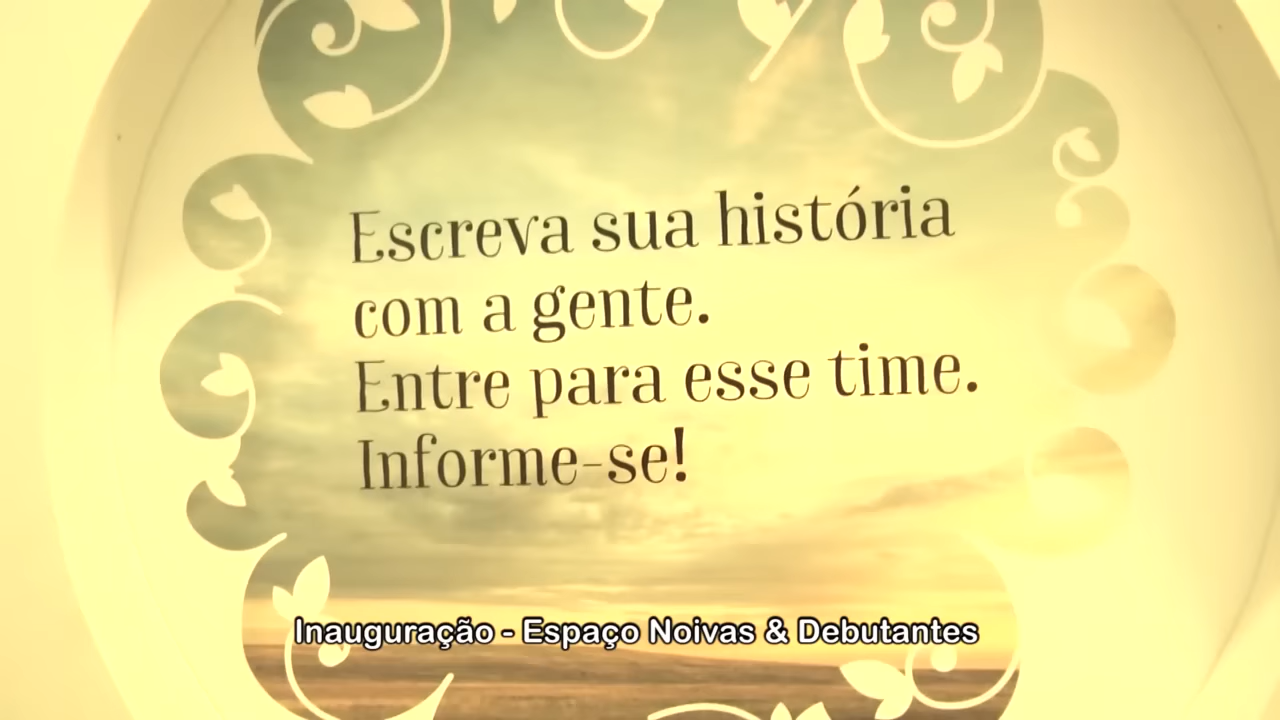 Escreva sua história
com a gente.
Entre para esse time.
Informe-se!
Inauguração - Espaço Noivas & Debutantes